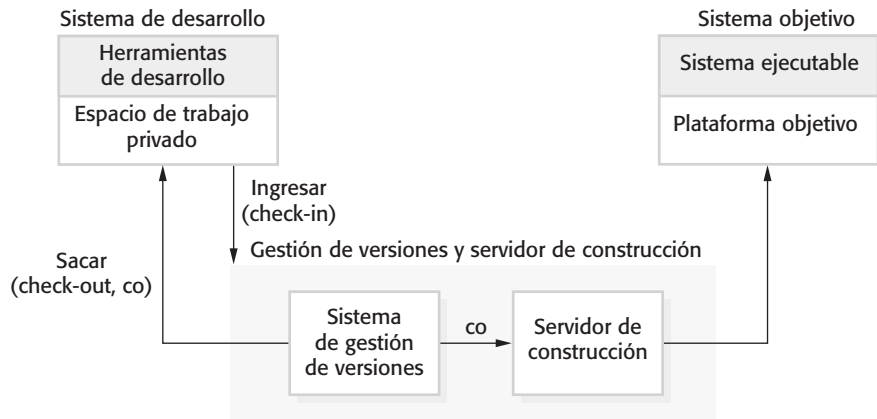 Sistema de desarrollo
Herramientas
de desarrollo
Espacio de trabajo
privado
Sistema objetivo
Sistema ejecutable
Plataforma objetivo
Ingresar
(check-in)
Sacar
(check-out, co)
Gestión de versiones y servidor de construcción
Sistema
de gestión
de versiones
co
Servidor de
construcción